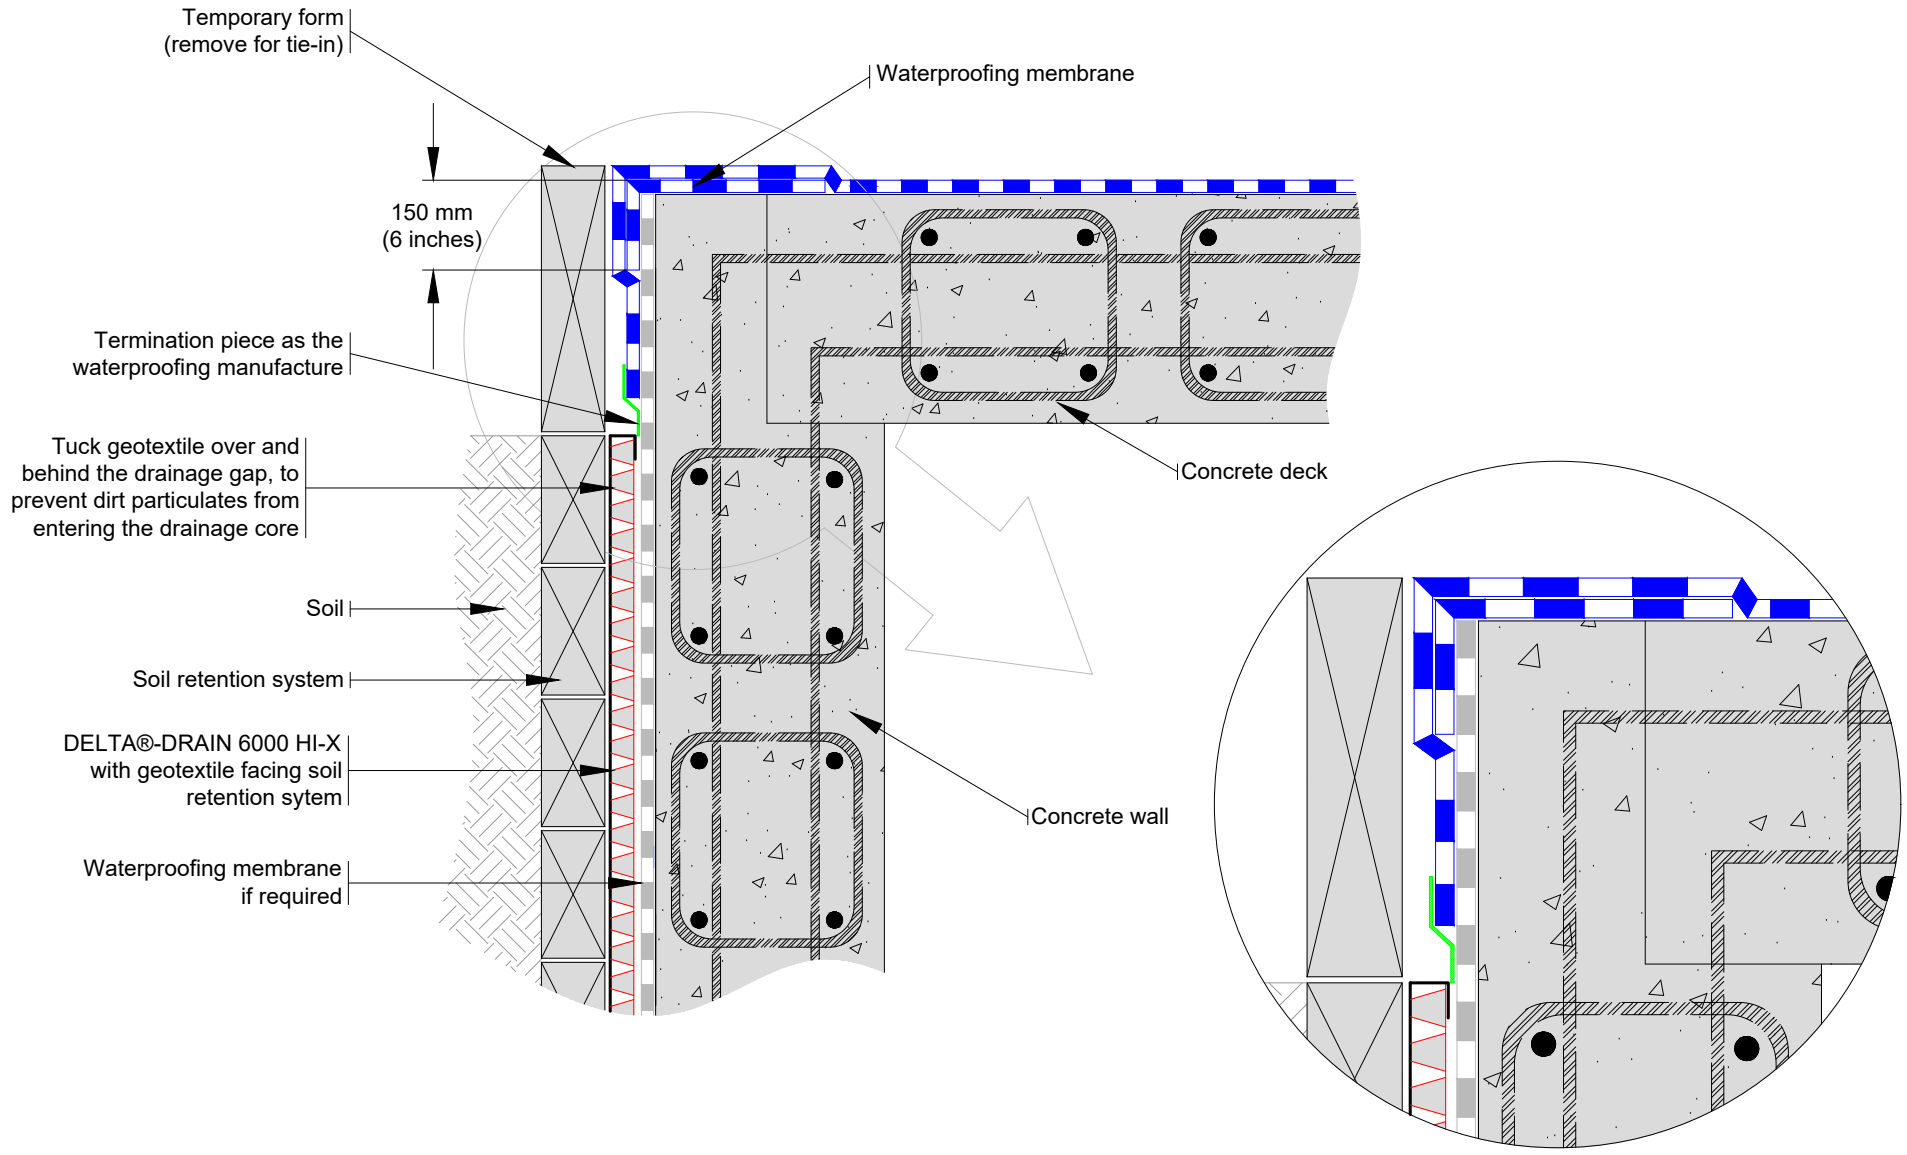 Temporary form
(remove for tie-in)
Waterproofing membrane
150 mm
(6 inches)
Termination piece as the
waterproofing manufacture
Tuck geotextile over and
behind the drainage gap, to
prevent dirt particulates from
entering the drainage core
Concrete deck
Soil
Soil retention system
DELTA®-DRAIN 6000 HI-X
with geotextile facing soil
retention sytem
Concrete wall
Waterproofing membrane
if required